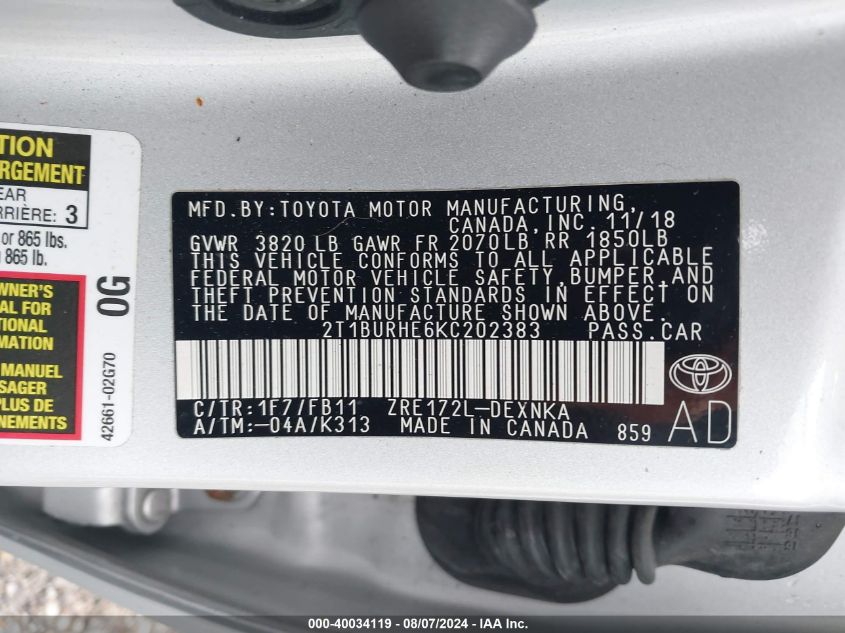 TION
RGEMENT
EAR
RRIÈRE: 3
or 865 lbs.
865 lb.
OWNER'S
AL FOR
TIONAL
RMATION
MANUEL
SAGER
PLUS DE
NEMENTS
0G
42661-02G70
MFD.BY:TOYOTA MOTOR MANUFACTURING,
CANADA,INC. 11/18
GVWR 3820 LB GAWR FR 2070LB RR 1850LB
THIS VEHICLE CONFORMS TO ALL APPLICABLE
FEDERAL MOTOR VEHICLE SAFETY,BUMPER,AND
THEFT PREVENTION STANDARDS IN EFFECT ON
THE DATE OF MANUFACTURE SHOWN ABOVE.
2T1BURHE6KC202383 PASS.CAR
C/TR:1F7/FB11 ZRE172L-DEXNKA
A/TM:-04A/K313 MADE IN CANADA 859
AD
000-40034119 - 08/07/2024 - IAAI Inc.